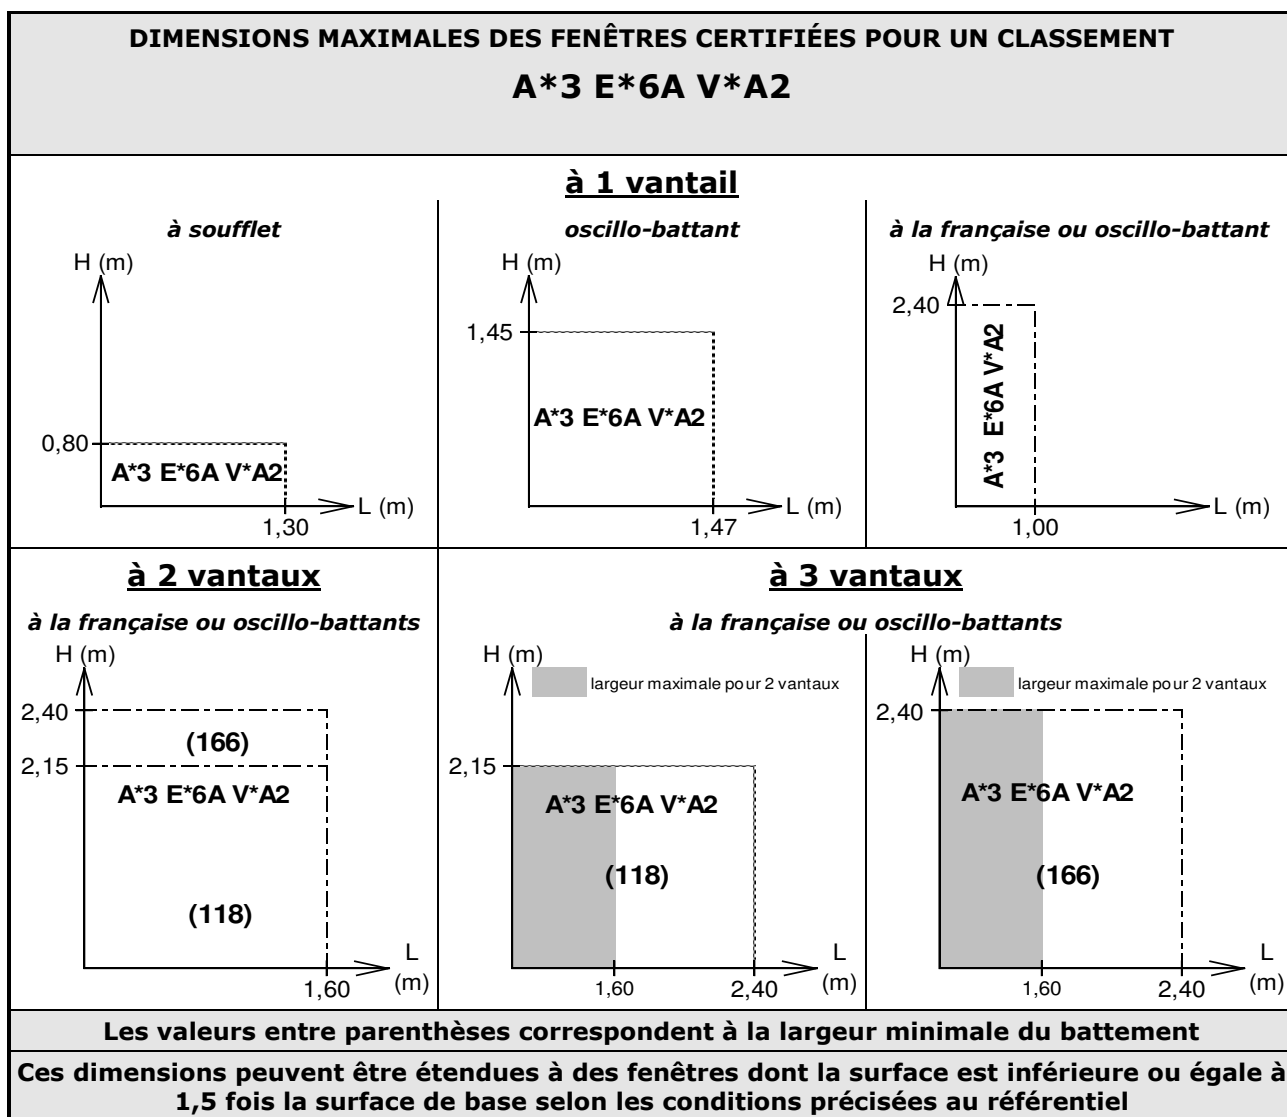 DIMENSIONS MAXIMALES DES FENÊTRES CERTIFIÉES POUR UN CLASSEMENT
A*3 E*6A V*A2
à 1 vantail
à soufflet
H (m)
0,80
A*3 E*6A V*A2
L (m)
1,30
oscillo-battant
H (m)
1,45
A*3 E*6A V*A2
L (m)
1,47
à la française ou oscillo-battant
H (m)
2,40
A*3 E*6A V*A2
L (m)
1,00
à 2 vantaux
à la française ou oscillo-battants
H (m)
2,40
(166)
2,15
A*3 E*6A V*A2
(118)
L
(m)
1,60
à 3 vantaux
à la française ou oscillo-battants
H (m)
largeur maximale pour 2 vantaux
2,15
A*3 E*6A V*A2
(118)
L
(m)
1,60
2,40
H (m)
largeur maximale pour 2 vantaux
2,40
A*3 E*6A V*A2
(166)
L
(m)
1,60
2,40
Les valeurs entre parenthèses correspondent à la largeur minimale du battement
Ces dimensions peuvent être étendues à des fenêtres dont la surface est inférieure ou égale à
1,5 fois la surface de base selon les conditions précisées au référentiel